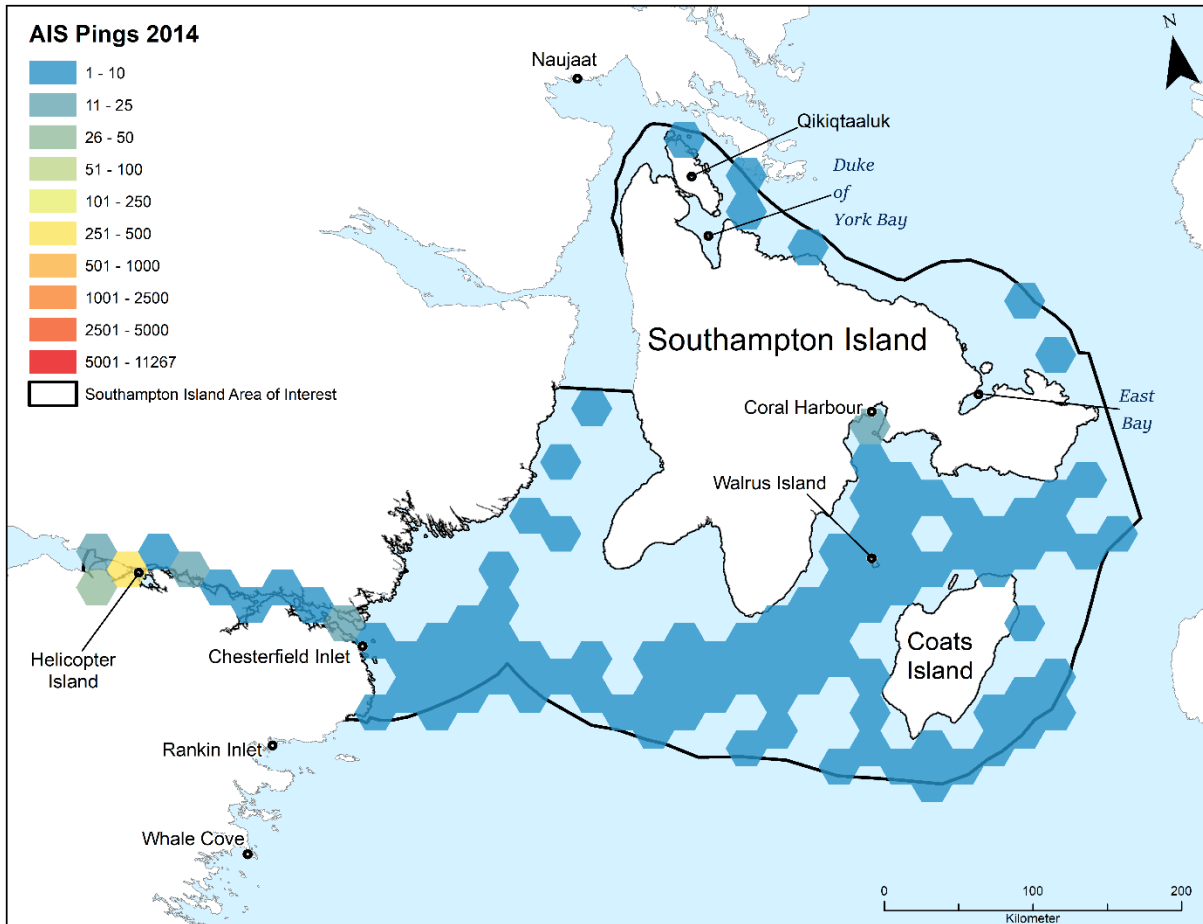 AIS Pings 2014
1 - 10
11 - 25
26 - 50
51 - 100
101 - 250
251 - 500
501 - 1000
1001 - 2500
2501 - 5000
5001 - 11267
Southampton Island Area of Interest
N
Naujaat
Qikiqtaaluk
Duke
of
York Bay
Southampton Island
Coral Harbour
East
Bay
Walrus Island
Helicopter
Island
Chesterfield Inlet
Coats
Island
Rankin Inlet
Whale Cove
0 100 200
Kilometer